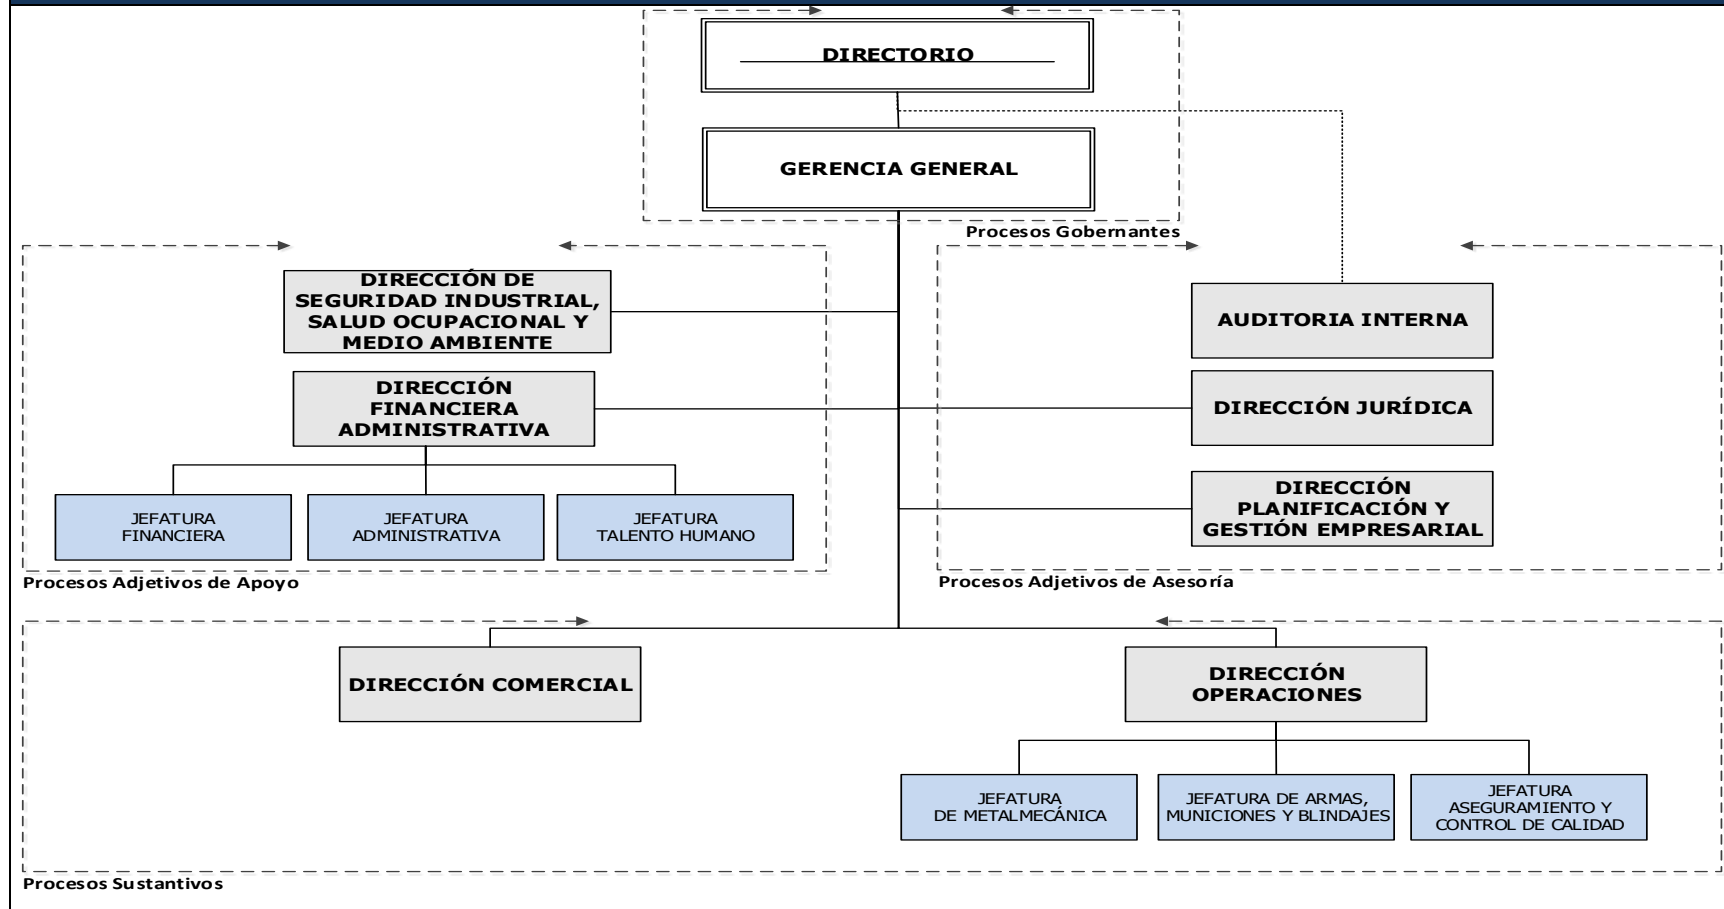 DIRECTORIO
GERENCIA GENERAL
Procesos Gobernantes
DIRECCIÓN DE
SEGURIDAD INDUSTRIAL,
SALUD OCUPACIONAL Y
MEDIO AMBIENTE
DIRECCIÓN
FINANCIERA
ADMINISTRATIVA
JEFATURA
FINANCIERA
JEFATURA
ADMINISTRATIVA
JEFATURA
TALENTO HUMANO
Procesos Adjetivos de Apoyo
AUDITORIA INTERNA
DIRECCIÓN JURÍDICA
DIRECCIÓN
PLANIFICACIÓN Y
GESTIÓN EMPRESARIAL
Procesos Adjetivos de Asesoría
DIRECCIÓN COMERCIAL
DIRECCIÓN
OPERACIONES
JEFATURA
DE METALMECÁNICA
JEFATURA DE ARMAS,
MUNICIONES Y BLINDAJES
JEFATURA
ASEGURAMIENTO Y
CONTROL DE CALIDAD
Procesos Sustantivos